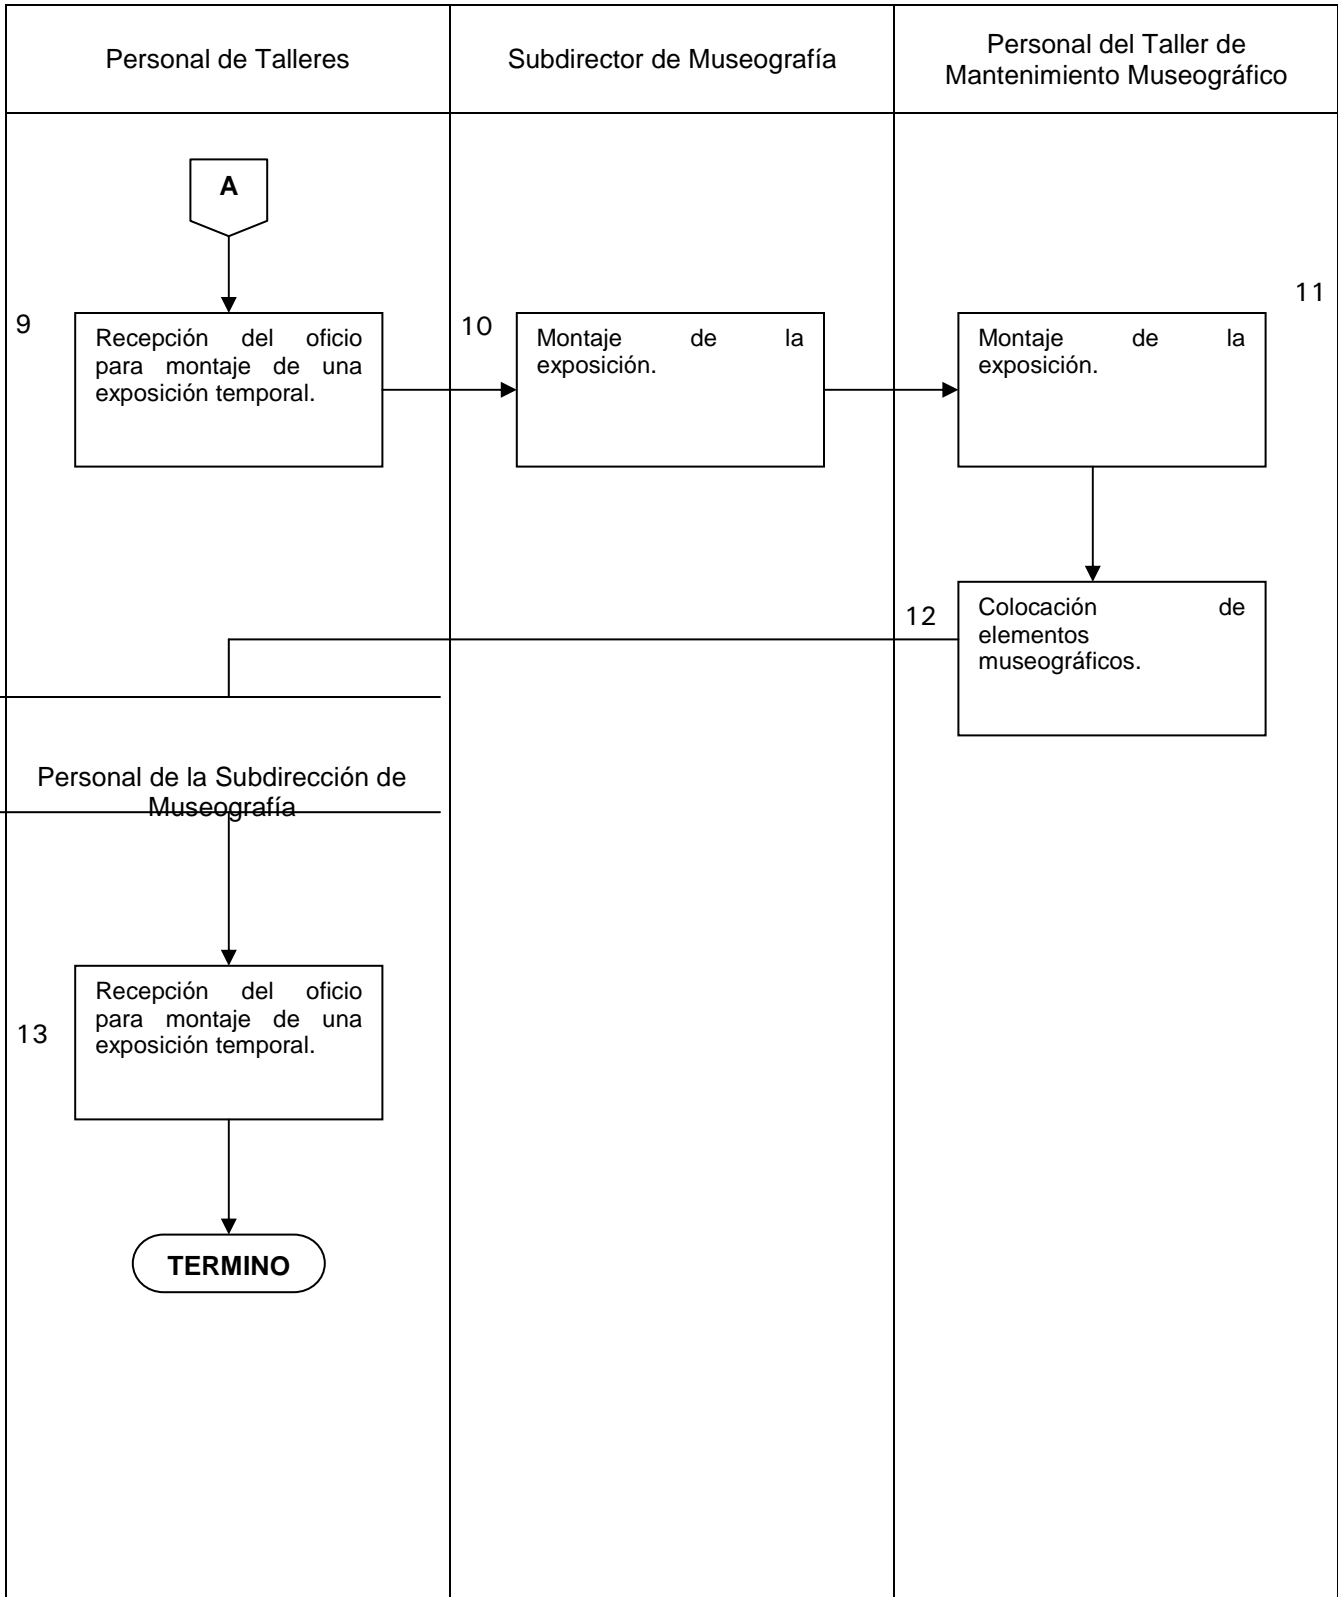 Personal de Talleres
Subdirector de Museografía
Personal del Taller de
Mantenimiento Museográfico
A
9
Recepción del oficio
para montaje de una
exposición temporal.
10
Montaje de la
exposición.
11
Montaje de la
exposición.
12
Colocación de
elementos
museográficos.
Personal de la Subdirección de
Museografía
13
Recepción del oficio
para montaje de una
exposición temporal.
TERMINO